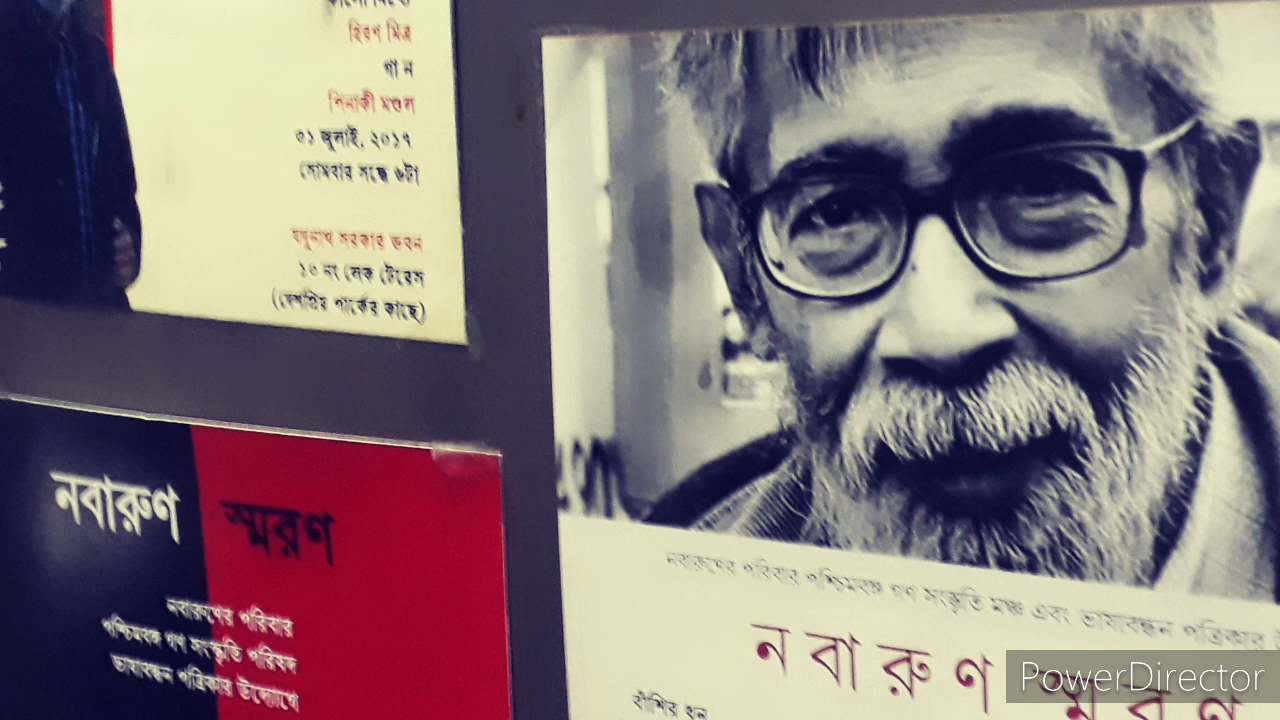 হিরণ মিত্র
গান
পিনাকী মণ্ডল
৩১ জুলাই, ২০১৭
সোমবার সন্ধে ৬টা
যদুনাথ সরকার ভবন
১০ নং লেক টেরেস
(দেশপ্রিয় পার্কের কাছে)
নবারুণ স্মরণ
নবারুণের পরিবার
পশ্চিমবঙ্গ গণ সংস্কৃতি পরিষদ
ভাষাবন্ধন পত্রিকার উদ্যোগে
নবারুণের পরিবার পশ্চিমবঙ্গ গণ সংস্কৃতি মঞ্চ এবং ভাষাবন্ধন পত্রিকার
নবারুণ স্মরণ
PowerDirector